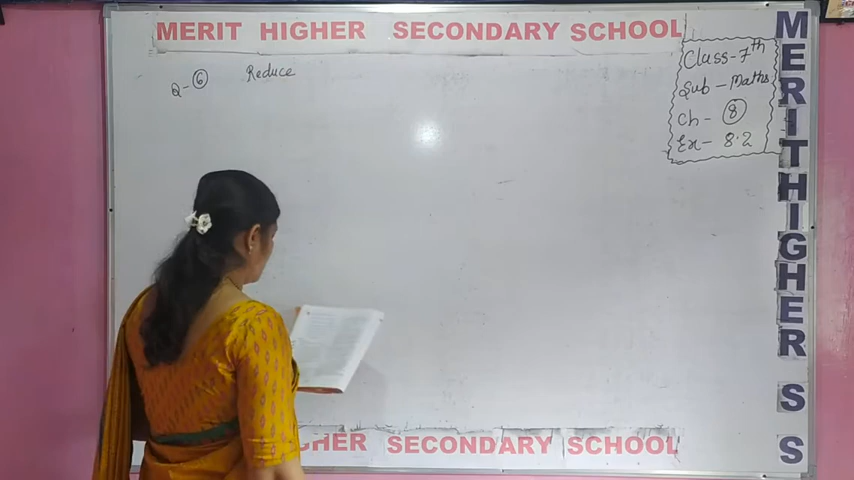 MERIT HIGHER SECONDARY SCHOOL
Q-⑥ Reduce
Class-7th
Sub-Maths
Ch-⑧
Ex-8.2
MERIT HIGHER S S
CHER SECONDARY SCHOOL